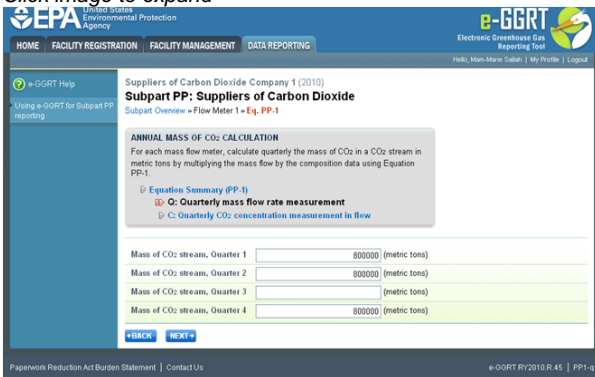 Click image to expand
EPA United States
Environmental Protection
Agency
e-GGRT
Electronic Greenhouse Gas
Reporting Tool
HOME FACILITY REGISTRATION FACILITY MANAGEMENT DATA REPORTING
Hello, Mam-Marie Sallah | My Profile | Logout
? e-GGRT Help
Using e-GGRT for Subpart PP
reporting
Suppliers of Carbon Dioxide Company 1 (2010)
Subpart PP: Suppliers of Carbon Dioxide
Subpart Overview » Flow Meter 1 » Eq. PP-1
ANNUAL MASS OF CO2 CALCULATION
For each mass flow meter, calculate quarterly the mass of CO2 in a CO2 stream in
metric tons by multiplying the mass flow by the composition data using Equation
PP-1.
Equation Summary (PP-1)
Q: Quarterly mass flow rate measurement
C: Quarterly CO2 concentration measurement in flow
Mass of CO2 stream, Quarter 1 800000 (metric tons)
Mass of CO2 stream, Quarter 2 800000 (metric tons)
Mass of CO2 stream, Quarter 3 (metric tons)
Mass of CO2 stream, Quarter 4 800000 (metric tons)
BACK NEXT
Paperwork Reduction Act Burden Statement | Contact Us
e-GGRT RY2010.R.45 | PP1-q